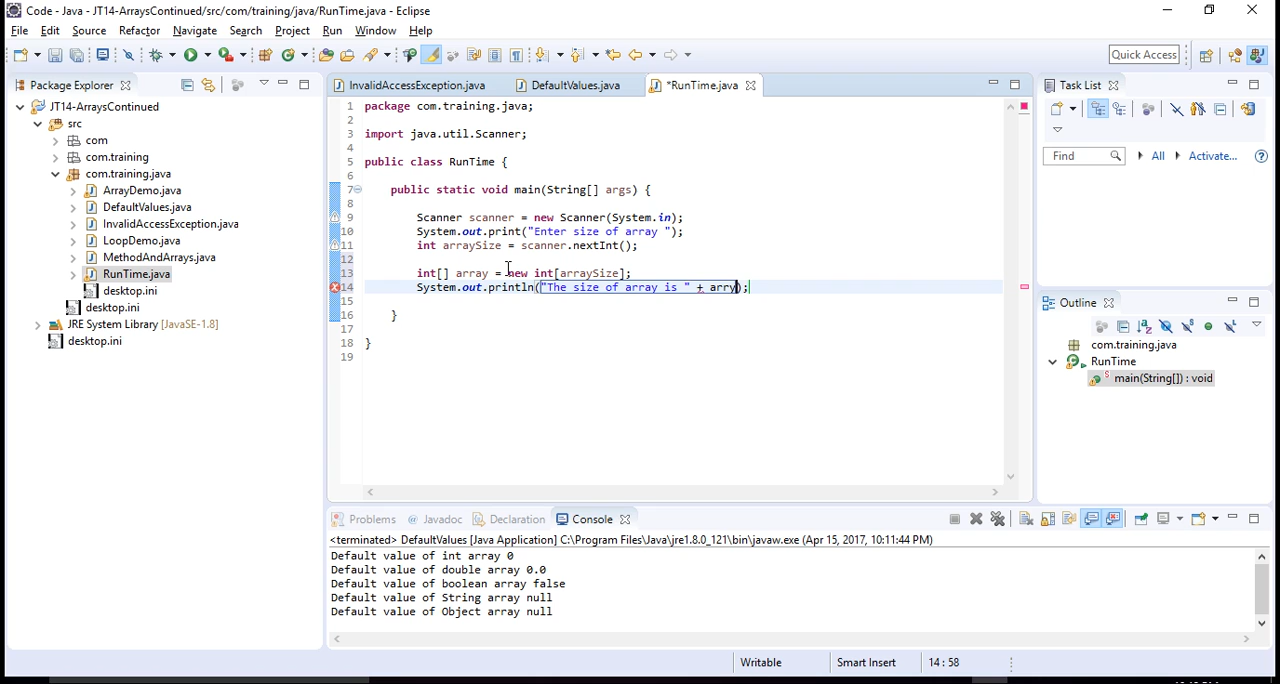 Code - Java - JT14-ArraysContinued/src/com/training/java/RunTime.java - Eclipse
File Edit Source Refactor Navigate Search Project Run Window Help
Quick Access
Package Explorer
JT14-ArraysContinued
src
com
com.training
com.training.java
ArrayDemo.java
DefaultValues.java
InvalidAccessException.java
LoopDemo.java
MethodAndArrays.java
RunTime.java
desktop.ini
desktop.ini
JRE System Library [JavaSE-1.8]
desktop.ini
InvalidAccessException.java DefaultValues.java *RunTime.java
1 package com.training.java;
2
3 import java.util.Scanner;
4
5 public class RunTime {
6
7 public static void main(String[] args) {
8
9 Scanner scanner = new Scanner(System.in);
10 System.out.print("Enter size of array ");
11 int arraySize = scanner.nextInt();
12
13 int[] array = new int[arraySize];
14 System.out.println("The size of array is " + arry);
15
16 }
17
18 }
19
Task List
Find All Activate...
Outline
com.training.java
RunTime
main(String[]) : void
Problems Javadoc Declaration Console
<terminated> DefaultValues [Java Application] C:\Program Files\Java\jre1.8.0_121\bin\javaw.exe (Apr 15, 2017, 10:11:44 PM)
Default value of int array 0
Default value of double array 0.0
Default value of boolean array false
Default value of String array null
Default value of Object array null
Writable Smart Insert 14 : 58